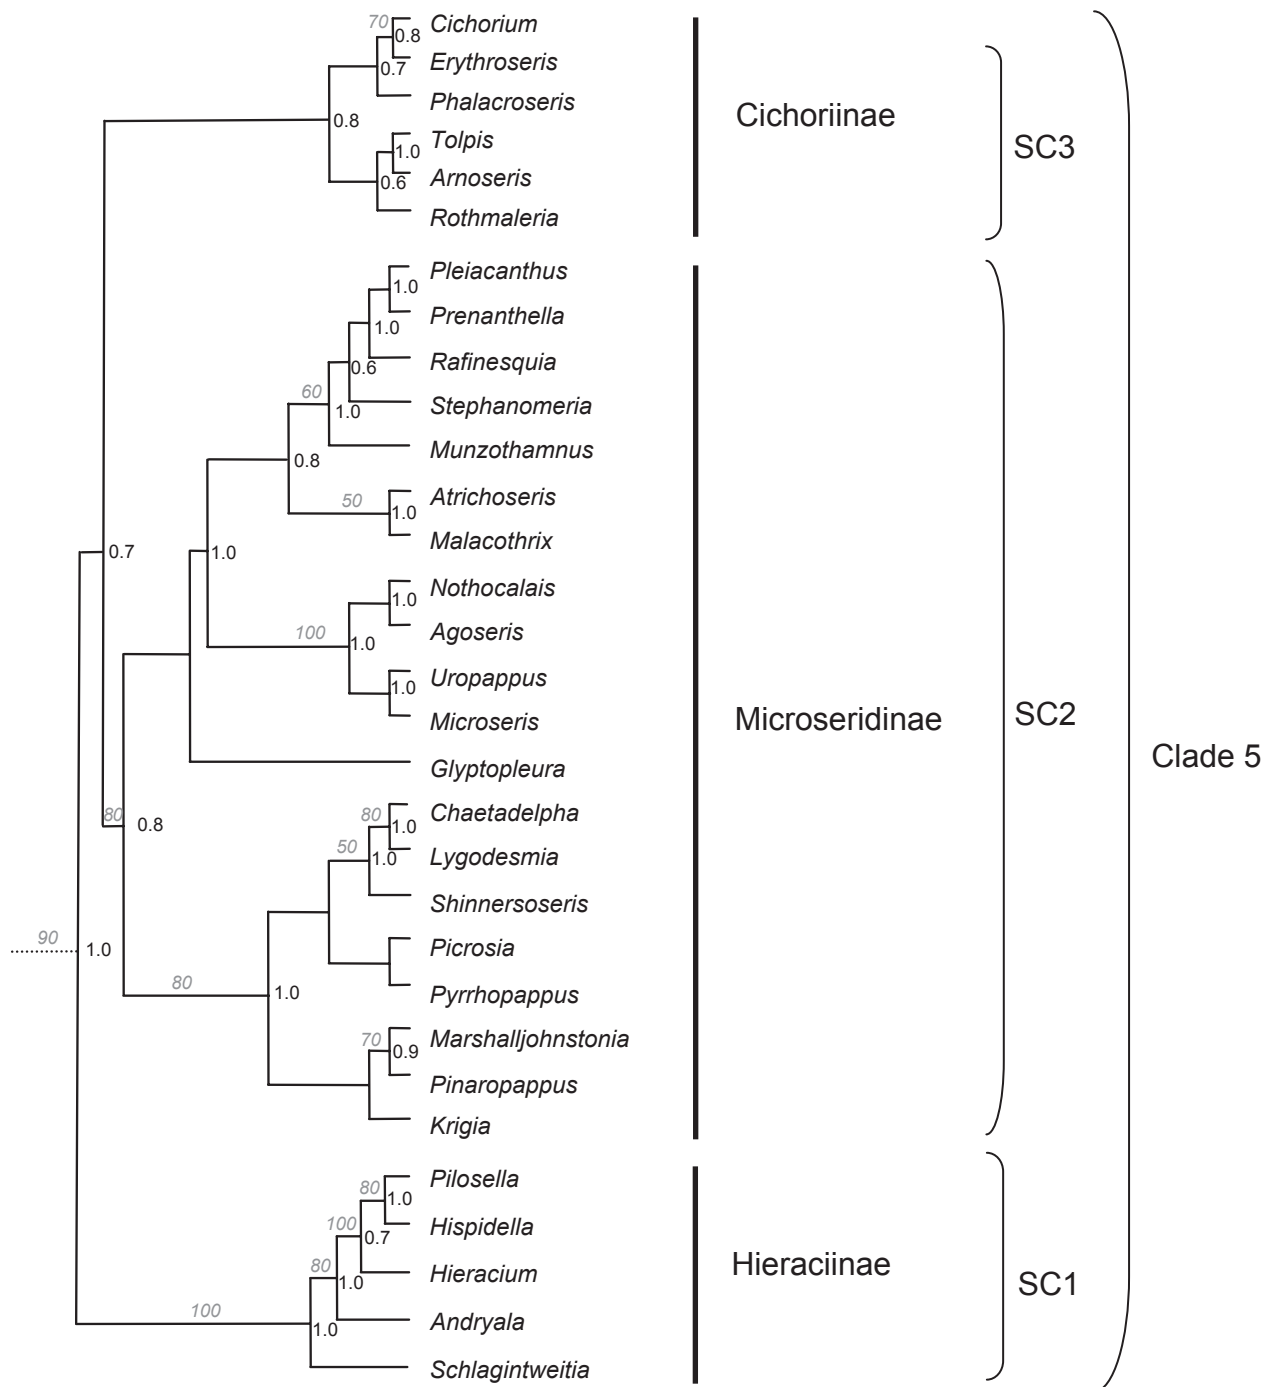 70
Cichorium
0.8
Erythroseris
0.7
Phalacroseris
0.8
Cichoriinae
Tolpis
1.0
SC3
Arnoseris
0.6
Rothmaleria
Pleiacanthus
1.0
Prenanthella
1.0
Rafinesquia
0.6
60
Stephanomeria
1.0
Munzothamnus
0.8
Atrichoseris
50
1.0
Malacothrix
0.7
1.0
Nothocalais
1.0
Agoseris
100
1.0
Uropappus
1.0
Microseridinae
SC2
Microseris
Clade 5
Glyptopleura
80
0.8
80
Chaetadelpha
1.0
50
Lygodesmia
1.0
Shinnersoseris
90
1.0
Picrosia
80
1.0
Pyrrhopappus
70
Marshalljohnstonia
0.9
Pinaropappus
Krigia
80
Pilosella
1.0
100
Hispidella
0.7
80
Hieracium
1.0
Hieraciinae
SC1
100
Andryala
1.0
Schlagintweitia